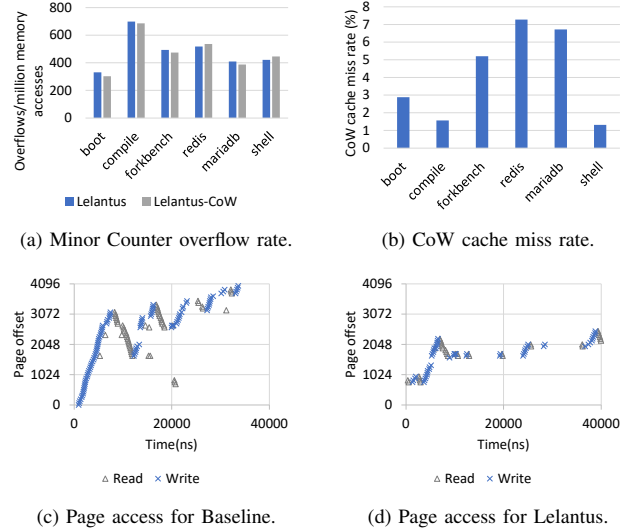 Overflows/million memory
accesses
800
600
400
200
0
boot
compile
forkbench
redis
mariadb
shell
Lelantus
Lelantus-CoW
(a) Minor Counter overflow rate.
CoW cache miss rate (%)
8
7
6
5
4
3
2
1
0
boot
compile
forkbench
redis
mariadb
shell
(b) CoW cache miss rate.
Page offset
4096
3072
2048
1024
0
0 20000 40000
Time(ns)
Read Write
(c) Page access for Baseline.
Page offset
4096
3072
2048
1024
0
0 20000 40000
Time(ns)
Read Write
(d) Page access for Lelantus.